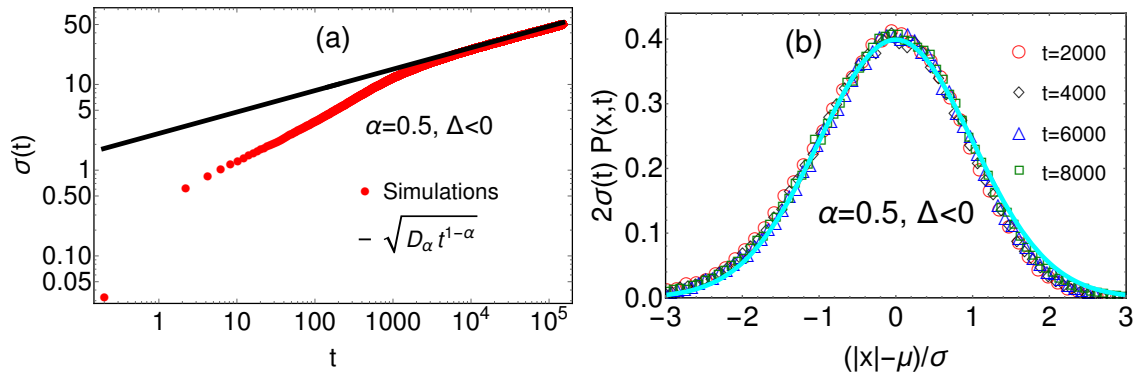 (a)
50
10
5
1
0.50
0.10
0.05
σ(t)
α=0.5, Δ<0
Simulations
− √(D_α t^{1−α})
1 10 100 1000 10^4 10^5
t
(b)
0.4
0.3
0.2
0.1
0.0
2σ(t) P(x,t)
t=2000
t=4000
t=6000
t=8000
α=0.5, Δ<0
−3 −2 −1 0 1 2 3
(|x|−μ)/σ